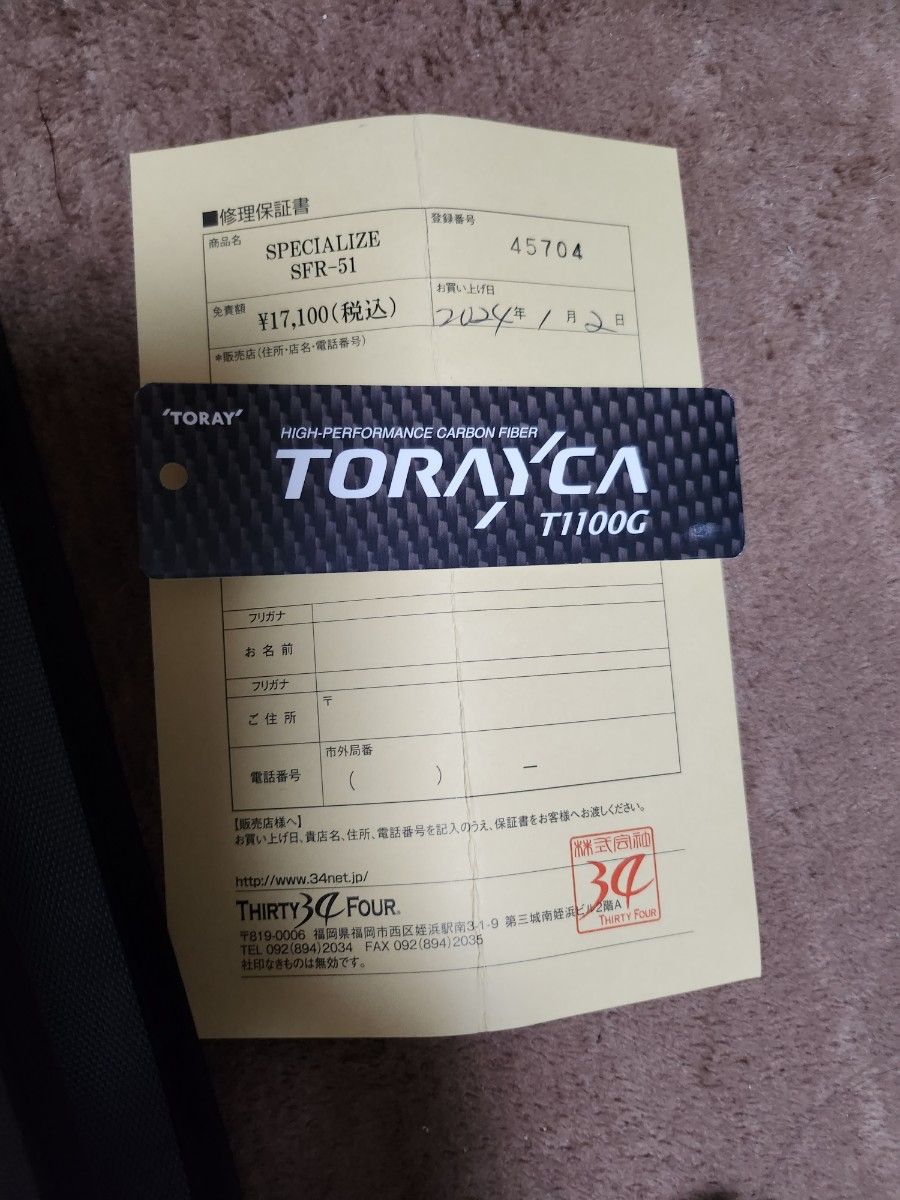 ■修理保証書
商品名
SPECIALIZE
SFR-51
登録番号
45704
免責額
¥17,100(税込)
お買い上げ日
2024年 1月 2日
*販売店(住所・店名・電話番号)
'TORAY'
HIGH-PERFORMANCE CARBON FIBER
TORAYCA
T1100G
フリガナ
お名前
フリガナ
ご住所
〒
電話番号
市外局番
( ) ー
【販売店様へ】
お買い上げ日、貴店名、住所、電話番号を記入のうえ、保証書をお客様へお渡しください。
http://www.34net.jp/
THIRTY 34 FOUR®
〒819-0006 福岡県福岡市西区姪浜駅南3-1-9 第三城南姪浜ビル2階A
TEL 092(894)2034 FAX 092(894)2035
社印なきものは無効です。
株式会社
34
THIRTY FOUR